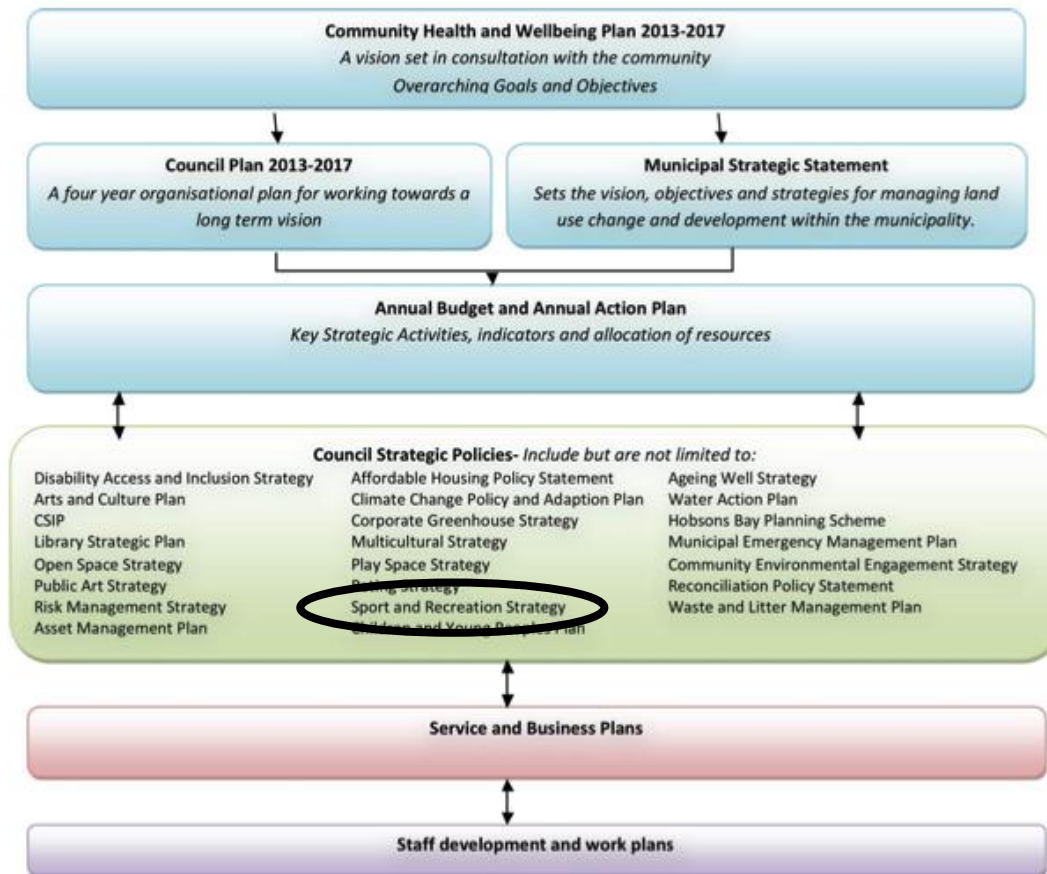 Community Health and Wellbeing Plan 2013-2017
A vision set in consultation with the community
Overarching Goals and Objectives
Council Plan 2013-2017
A four year organisational plan for working towards a
long term vision
Municipal Strategic Statement
Sets the vision, objectives and strategies for managing land
use change and development within the municipality.
Annual Budget and Annual Action Plan
Key Strategic Activities, indicators and allocation of resources
Council Strategic Policies- Include but are not limited to:
Disability Access and Inclusion Strategy
Arts and Culture Plan
CSIP
Library Strategic Plan
Open Space Strategy
Public Art Strategy
Risk Management Strategy
Asset Management Plan
Affordable Housing Policy Statement
Climate Change Policy and Adaption Plan
Corporate Greenhouse Strategy
Multicultural Strategy
Play Space Strategy
Rating Strategy
Sport and Recreation Strategy
Children and Young Peoples Plan
Ageing Well Strategy
Water Action Plan
Hobsons Bay Planning Scheme
Municipal Emergency Management Plan
Community Environmental Engagement Strategy
Reconciliation Policy Statement
Waste and Litter Management Plan
Service and Business Plans
Staff development and work plans